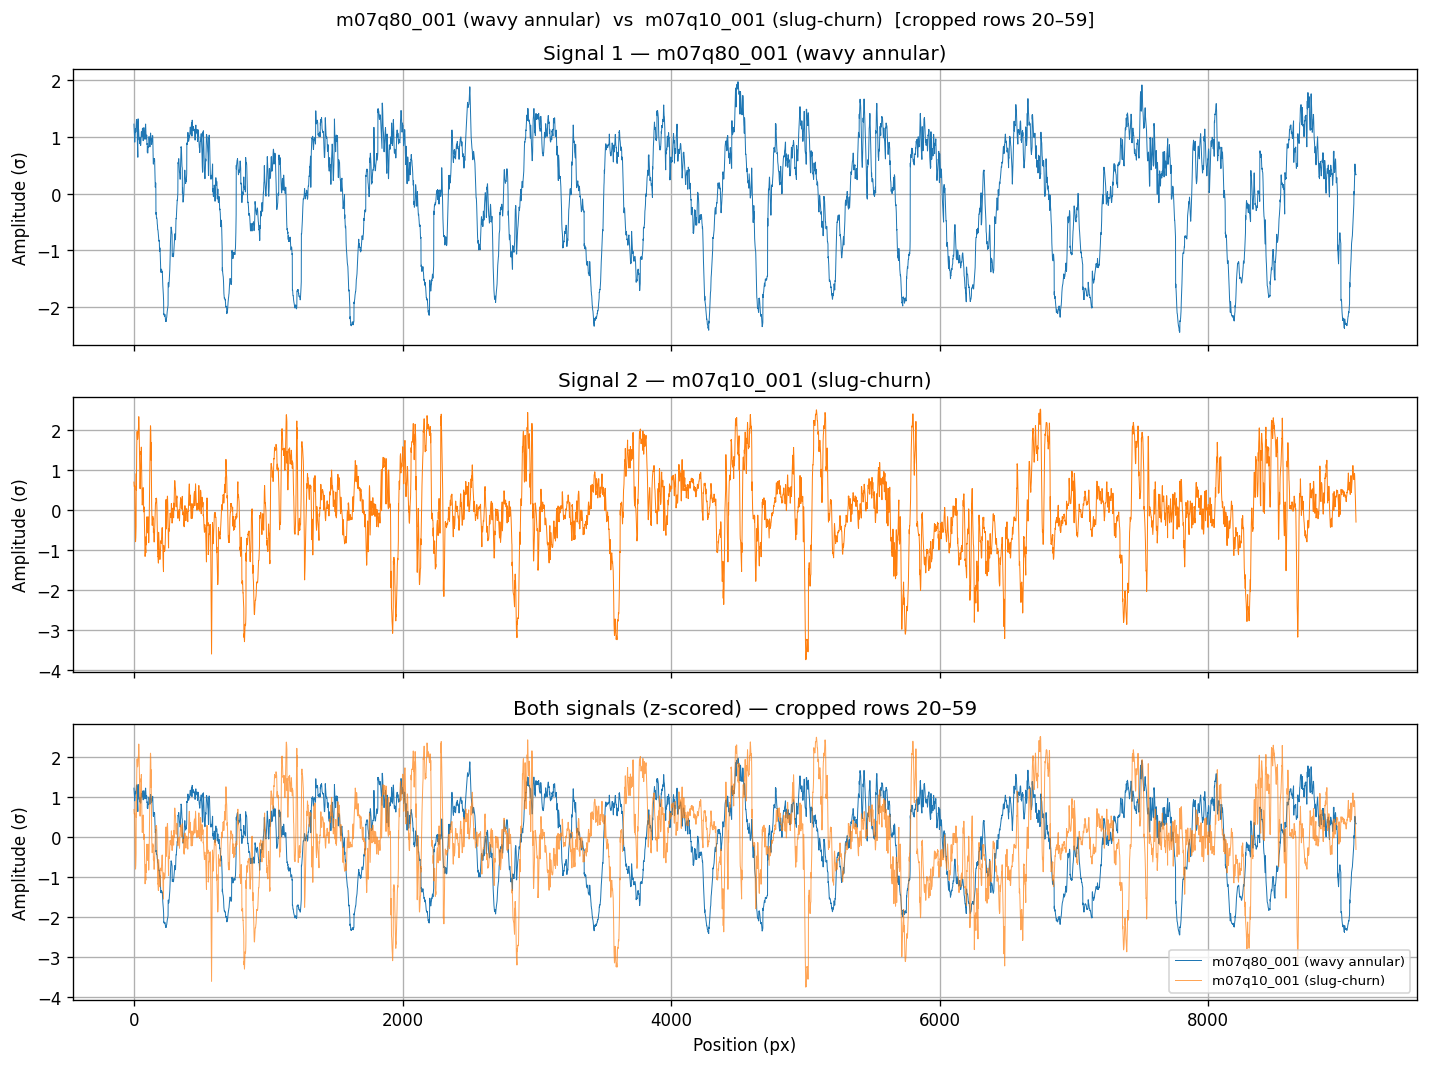 m07q80_001 (wavy annular)  vs  m07q10_001 (slug-churn)  [cropped rows 20–59]
Signal 1 — m07q80_001 (wavy annular)
2
1
0
−1
−2
Amplitude (σ)
Signal 2 — m07q10_001 (slug-churn)
2
1
0
−1
−2
−3
−4
Amplitude (σ)
Both signals (z-scored) — cropped rows 20–59
2
1
0
−1
−2
−3
−4
Amplitude (σ)
m07q80_001 (wavy annular)
m07q10_001 (slug-churn)
0 2000 4000 6000 8000
Position (px)